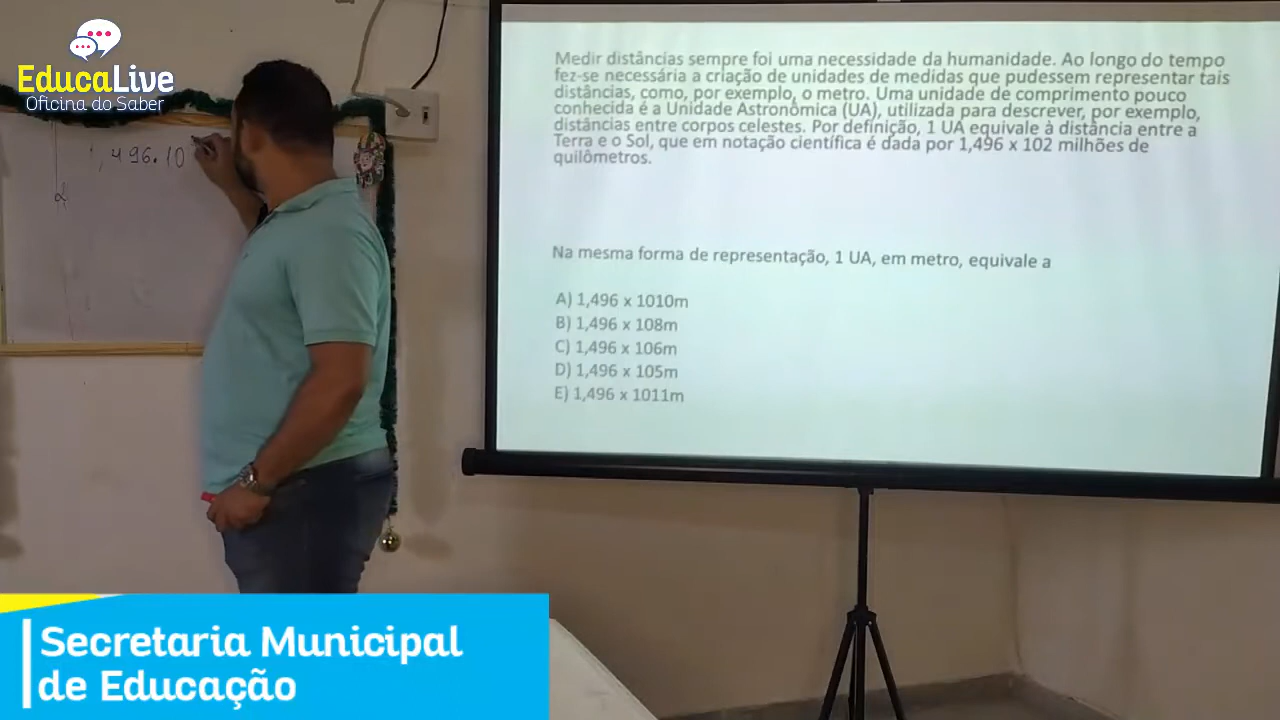 EducaLive
Oficina do Saber
1,496.10
Medir distâncias sempre foi uma necessidade da humanidade. Ao longo do tempo
fez-se necessária a criação de unidades de medidas que pudessem representar tais
distâncias, como, por exemplo, o metro. Uma unidade de comprimento pouco
conhecida é a Unidade Astronômica (UA), utilizada para descrever, por exemplo,
distâncias entre corpos celestes. Por definição, 1 UA equivale à distância entre a
Terra e o Sol, que em notação científica é dada por 1,496 x 102 milhões de
quilômetros.
Na mesma forma de representação, 1 UA, em metro, equivale a
A) 1,496 x 1010m
B) 1,496 x 108m
C) 1,496 x 106m
D) 1,496 x 105m
E) 1,496 x 1011m
Secretaria Municipal
de Educação